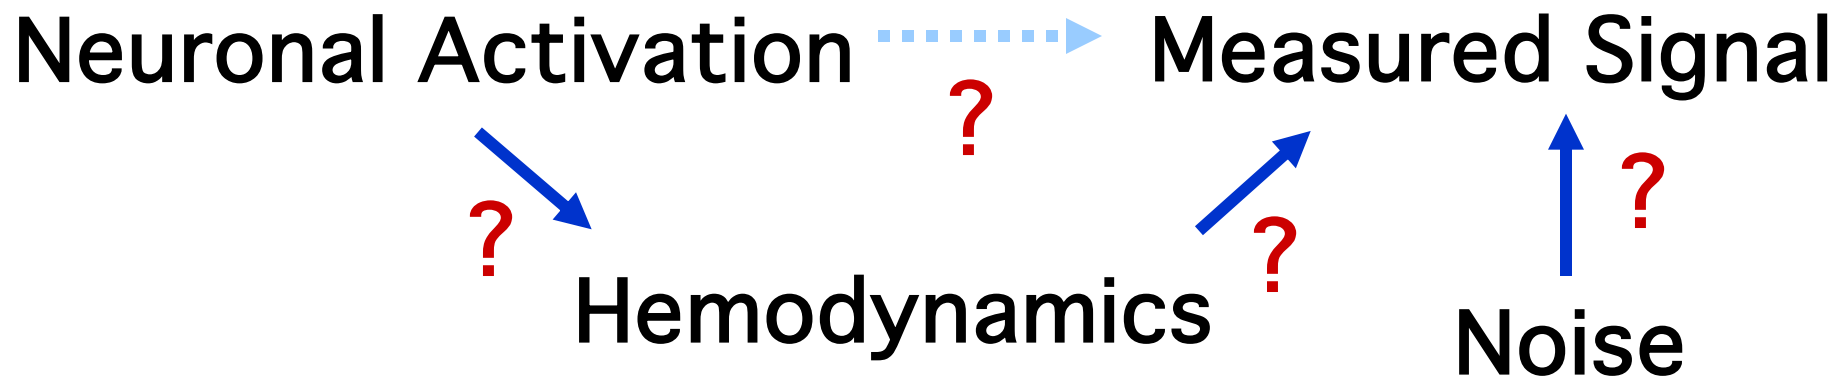 Neuronal Activation
Measured Signal
?
?
?
?
Hemodynamics
Noise